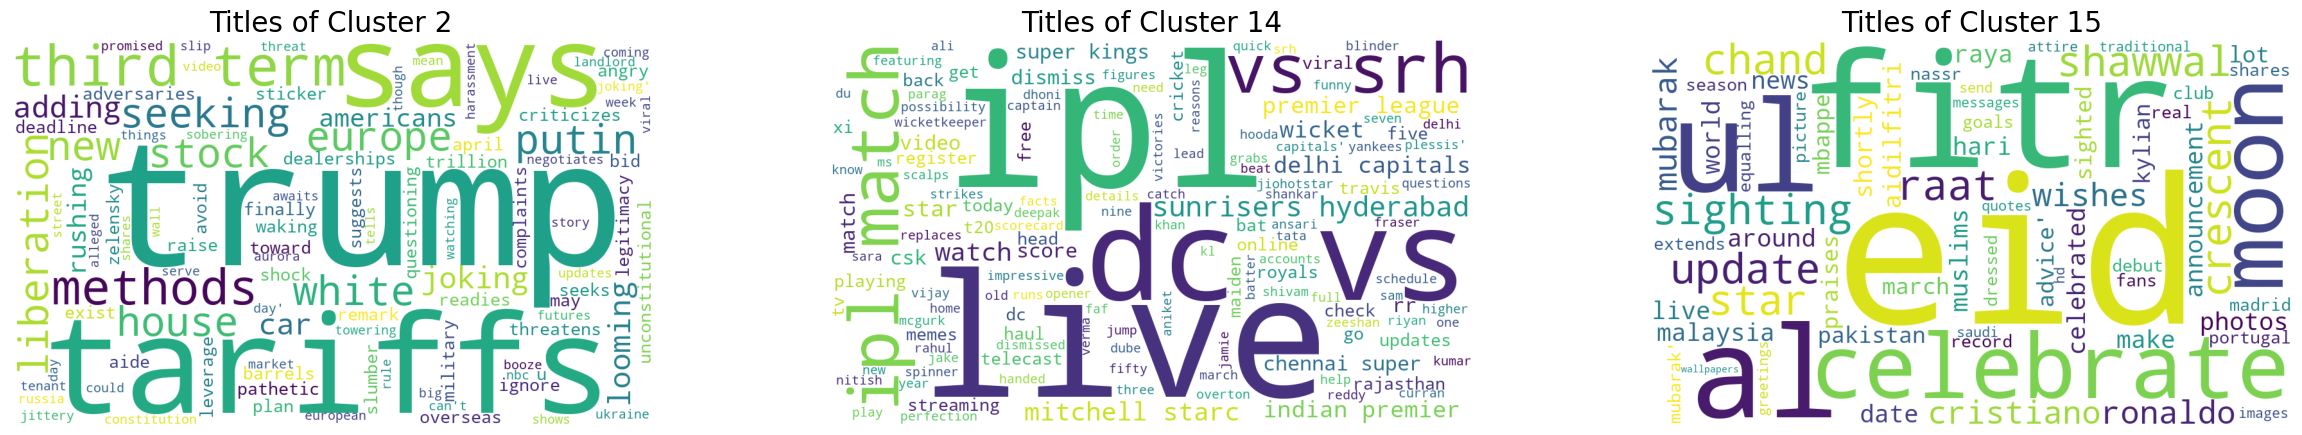 Titles of Cluster 2
promised slip threat
third term says
video coming
mean landlord
though live angry
adversaries sticker harassment joking'
adding seeking americans criticizes week
deadline viral
things sobering europe putin
new stock april
dealerships trillion negotiates bid
liberation rushing trump
zelensky avoid awaits suggests questioning complaints legitimacy
street alleged shares wall finally tells watching story
waking
raise toward
aurora
serve shock updates seeks
methods white joking may
readies futures
day' exist house car remark towering military threatens looming unconstitutional
tariffs
aide leverage market slumber rule booze
day barrels nbc u
tenant could pathetic big ignore
russia plan can't
jittery constitution european overseas shows ukraine
Titles of Cluster 14
ali super kings quick srh blinder
featuring vs viral srh
match back get dismiss figures leg
du parag dhoni need cricket funny
possibility captain reasons premier league
xi wicketkeeper ipl time seven delhi
video free order victories hooda wicket five
know ms register lead capitals' yankees plessis'
scalps grabs beat delhi capitals
strikes details catch jiohotstar travis questions
star today facts deepak nine shankar
sunrisers hyderabad
match t20 scorecard khan bat ansari fraser
replaces head dc vs tata
csk watch score kl online
sara maiden batter accounts
playing impressive royals schedule
tv vijay old runs opener shivam full sam
ipl home faf aniket check rr higher
mcgurk dc live zeeshan riyan one
memes haul verma jump go updates
rahul dismissed dube jamie
new jake telecast chennai super
nitish spinner fifty kumar
year handed three march help rajasthan
streaming overton reddy curran
play perfection mitchell starc indian premier
Titles of Cluster 15
chand raya attire traditional lot
mubarak news fitr nassr shawwal shares
season send club
ul world picture mbappe messages sighted real
equalling shortly aidilfitri goals kylian
hari moon
raat wishes crescent
sighting quotes announcement
extends around muslims advice'
update eid dressed hd celebrated debut
praises march fans
star madrid
live
malaysia pakistan saudi photos
record make portugal
mubarak' wallpapers greetings al celebrate
date cristiano ronaldo images